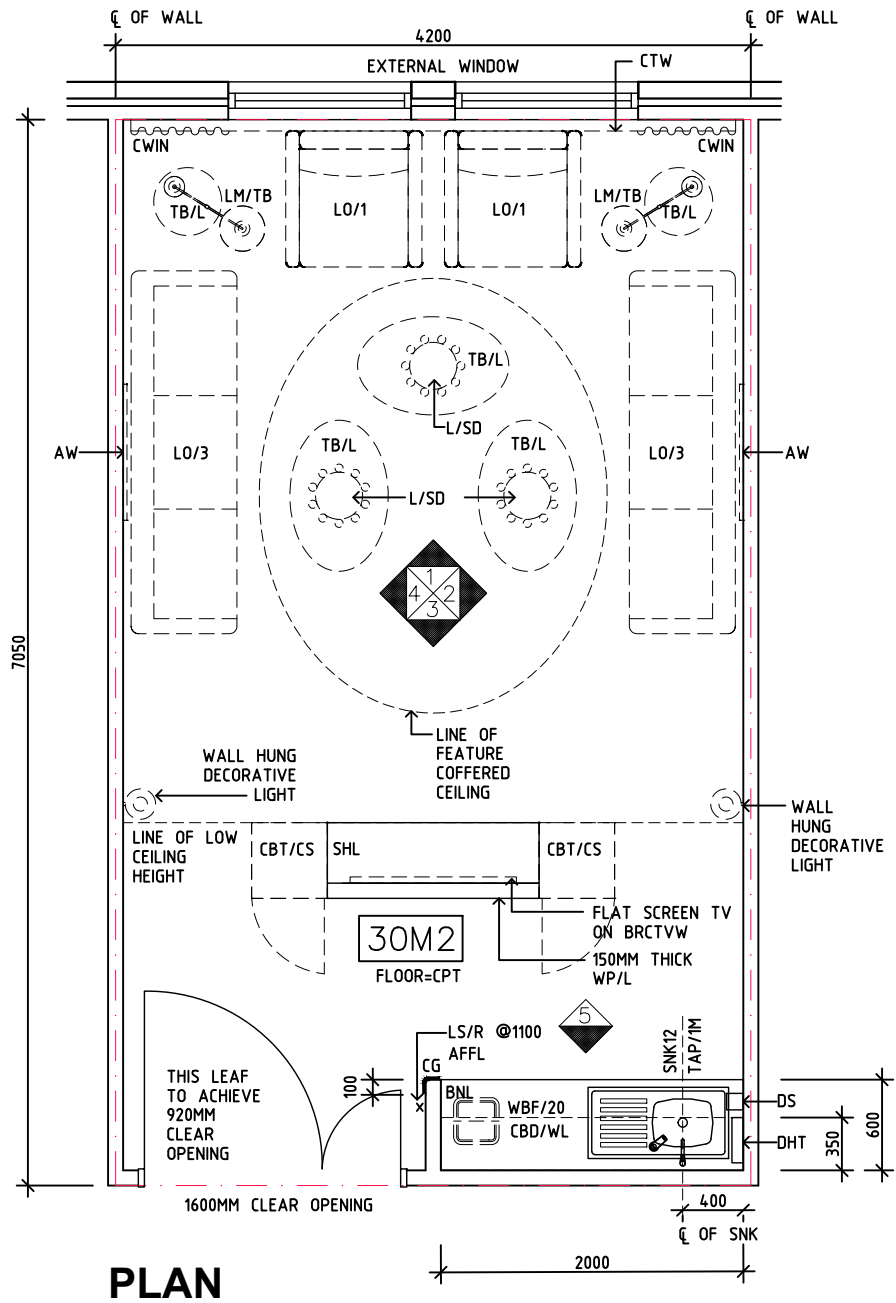 ℄ OF WALL
℄ OF WALL
4200
EXTERNAL WINDOW
CTW
CWIN
CWIN
TB/L
LM/TB
LO/1
LO/1
LM/TB
TB/L
TB/L
L/SD
AW
LO/3
TB/L
TB/L
LO/3
AW
L/SD
1
4
2
3
7050
LINE OF
FEATURE
COFFERED
CEILING
WALL HUNG
DECORATIVE
LIGHT
WALL
HUNG
DECORATIVE
LIGHT
LINE OF LOW
CEILING
HEIGHT
CBT/CS
SHL
CBT/CS
FLAT SCREEN TV
ON BRCTVW
30M2
FLOOR=CPT
150MM THICK
WP/L
5
LS/R @1100
AFFL
SNK12
TAP/1M
THIS LEAF
TO ACHIEVE
920MM
CLEAR
OPENING
100
CG
BNL
WBF/20
CBD/WL
DS
DHT
350
600
1600MM CLEAR OPENING
400
℄ OF SNK
2000
PLAN